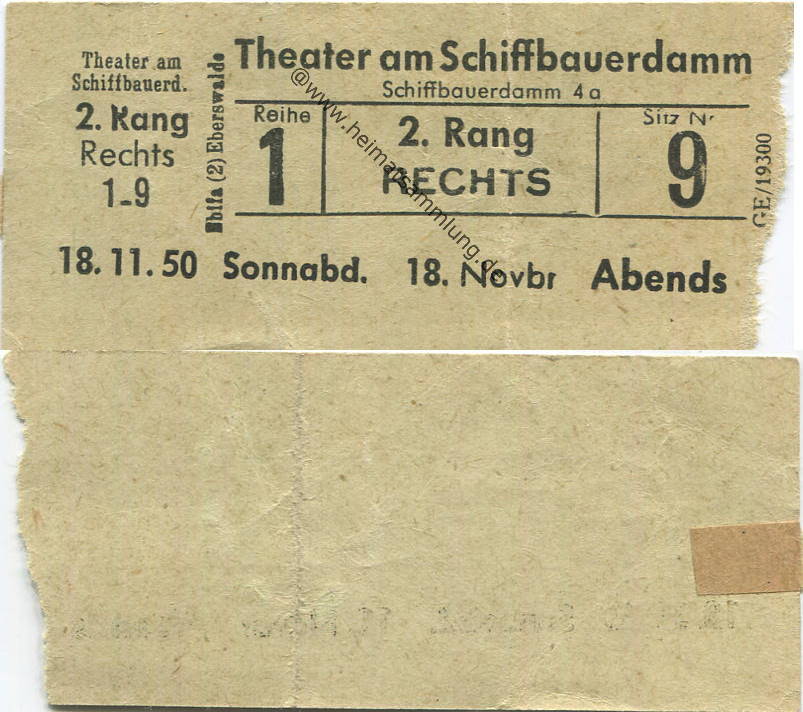 Theater am
Schiffbauerd.
2. Rang
Rechts
1-9
18.11.50
Ebifa (2) Eberswalde
Theater am Schiffbauerdamm
Schiffbauerdamm 4a
Reihe
1
2. Rang
RECHTS
Sitz Nr
9
Sonnabd. 18. Novbr Abends
GE/19300
@www.heimatsammlung.de